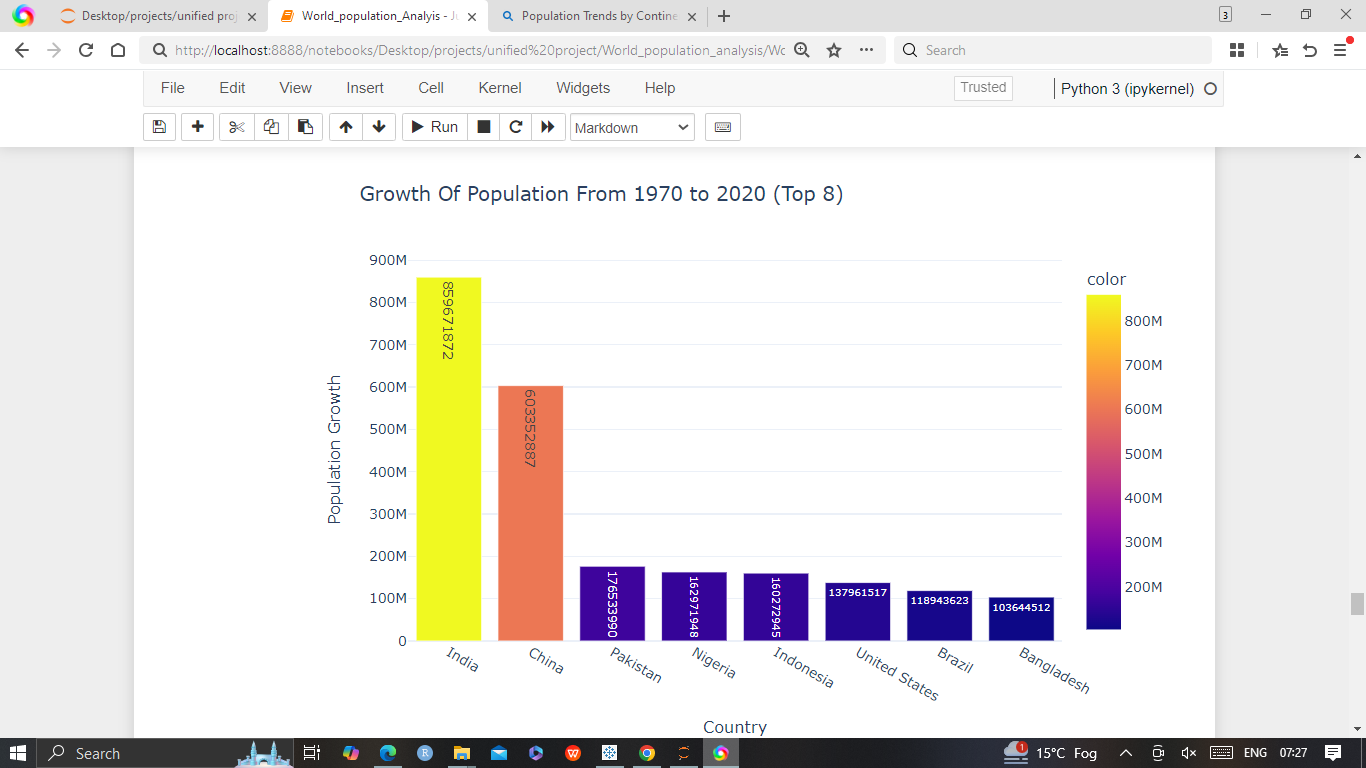 Desktop/projects/unified proj
World_population_Analyis - Ju
Population Trends by Contine
3
http://localhost:8888/notebooks/Desktop/projects/unified%20project/World_population_analysis/Wo
Search
File Edit View Insert Cell Kernel Widgets Help
Trusted
Python 3 (ipykernel)
Run
Markdown
Growth Of Population From 1970 to 2020 (Top 8)
Population Growth
900M
800M
700M
600M
500M
400M
300M
200M
100M
0
859671872
603352887
176533990
162971948
160272945
137961517
118943623
103644512
India
China
Pakistan
Nigeria
Indonesia
United States
Brazil
Bangladesh
Country
color
800M
700M
600M
500M
400M
300M
200M
Search
1
15°C Fog
ENG
07:27